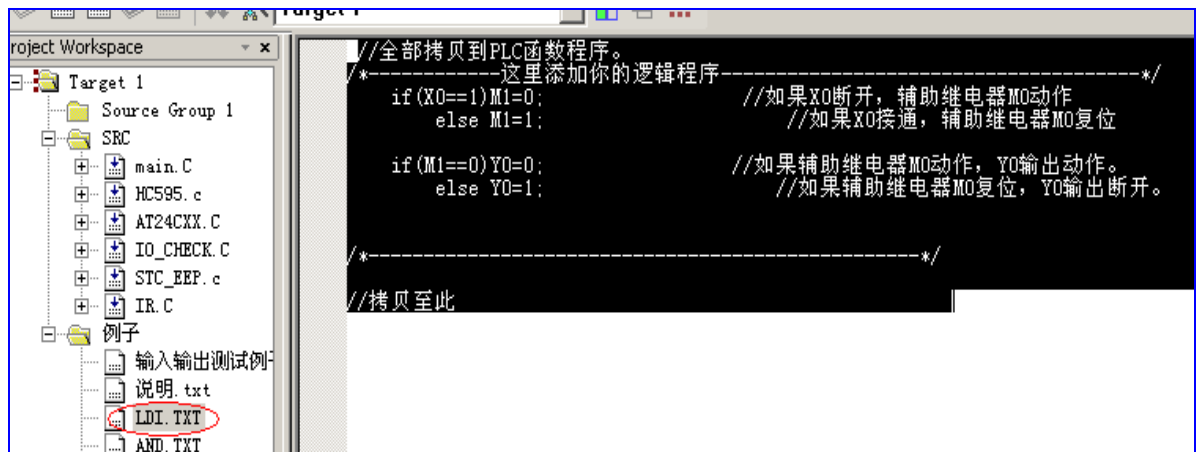 Target 1
roject Workspace
Target 1
Source Group 1
SRC
main.C
HC595.c
AT24CXX.C
IO_CHECK.C
STC_EEP.c
IR.C
例子
输入输出测试例
说明.txt
LDI.TXT
AND.TXT
//全部拷贝到PLC函数程序。
/*------------这里添加你的逻辑程序--------------------------------------*/
if(X0==1)M1=0; //如果X0断开，辅助继电器M0动作
else M1=1; //如果X0接通，辅助继电器M0复位
if(M1==0)Y0=0; //如果辅助继电器M0动作，Y0输出动作。
else Y0=1; //如果辅助继电器M0复位，Y0输出断开。
/*--------------------------------------------------*/
//拷贝至此